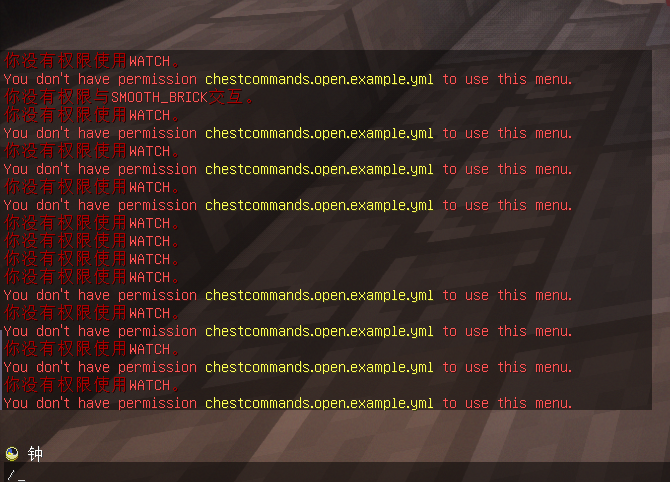 你没有权限使用WATCH。
You don't have permission chestcommands.open.example.yml to use this menu.
你没有权限与SMOOTH_BRICK交互。
你没有权限使用WATCH。
You don't have permission chestcommands.open.example.yml to use this menu.
你没有权限使用WATCH。
You don't have permission chestcommands.open.example.yml to use this menu.
你没有权限使用WATCH。
You don't have permission chestcommands.open.example.yml to use this menu.
你没有权限使用WATCH。
你没有权限使用WATCH。
你没有权限使用WATCH。
你没有权限使用WATCH。
You don't have permission chestcommands.open.example.yml to use this menu.
你没有权限使用WATCH。
You don't have permission chestcommands.open.example.yml to use this menu.
你没有权限使用WATCH。
You don't have permission chestcommands.open.example.yml to use this menu.
你没有权限使用WATCH。
You don't have permission chestcommands.open.example.yml to use this menu.
钟
/_